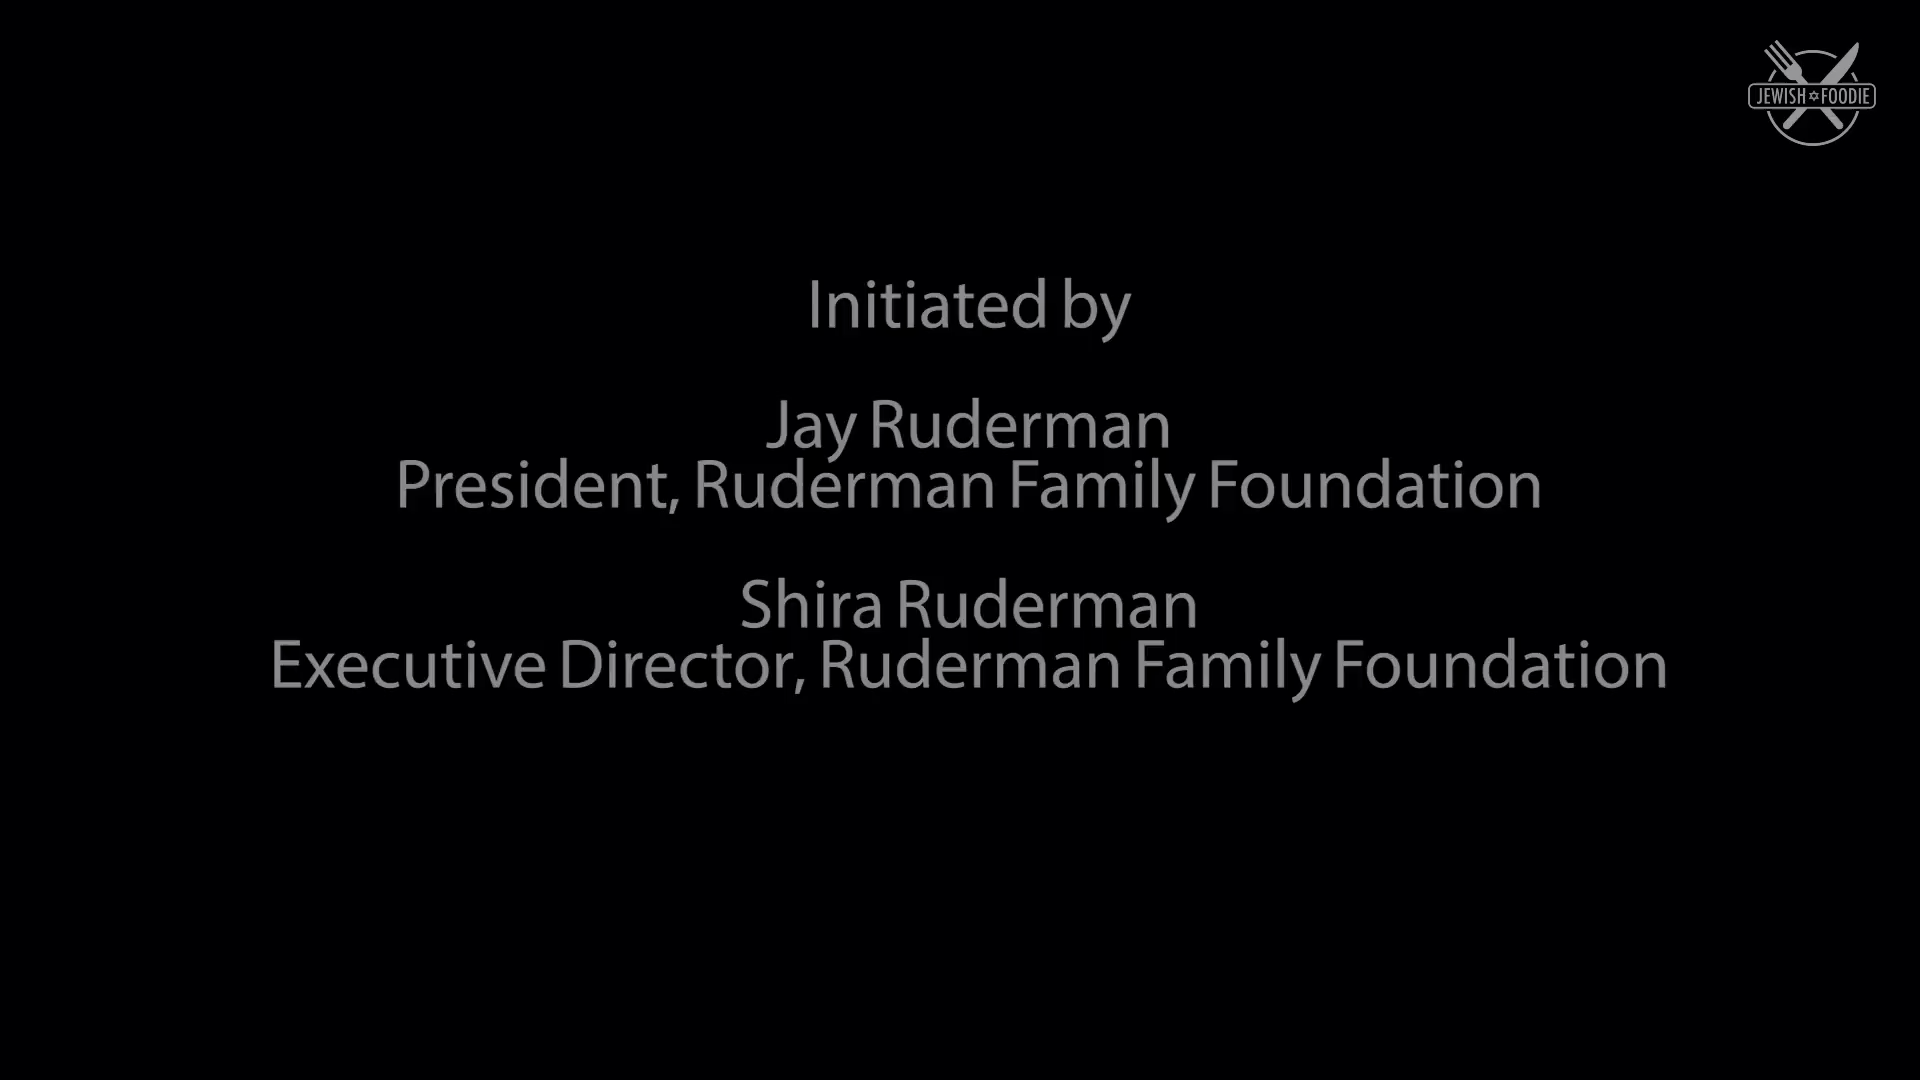 JEWISH✡FOODIE
Initiated by
Jay Ruderman
President, Ruderman Family Foundation
Shira Ruderman
Executive Director, Ruderman Family Foundation